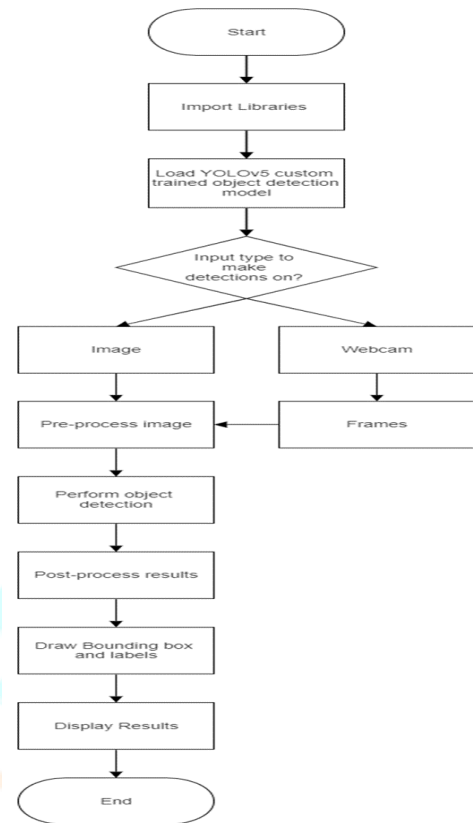 Start
Import Libraries
Load YOLOv5 custom
trained object detection
model
Input type to
make
detections on?
Image
Webcam
Pre-process image
Frames
Perform object
detection
Post-process results
Draw Bounding box
and labels
Display Results
End